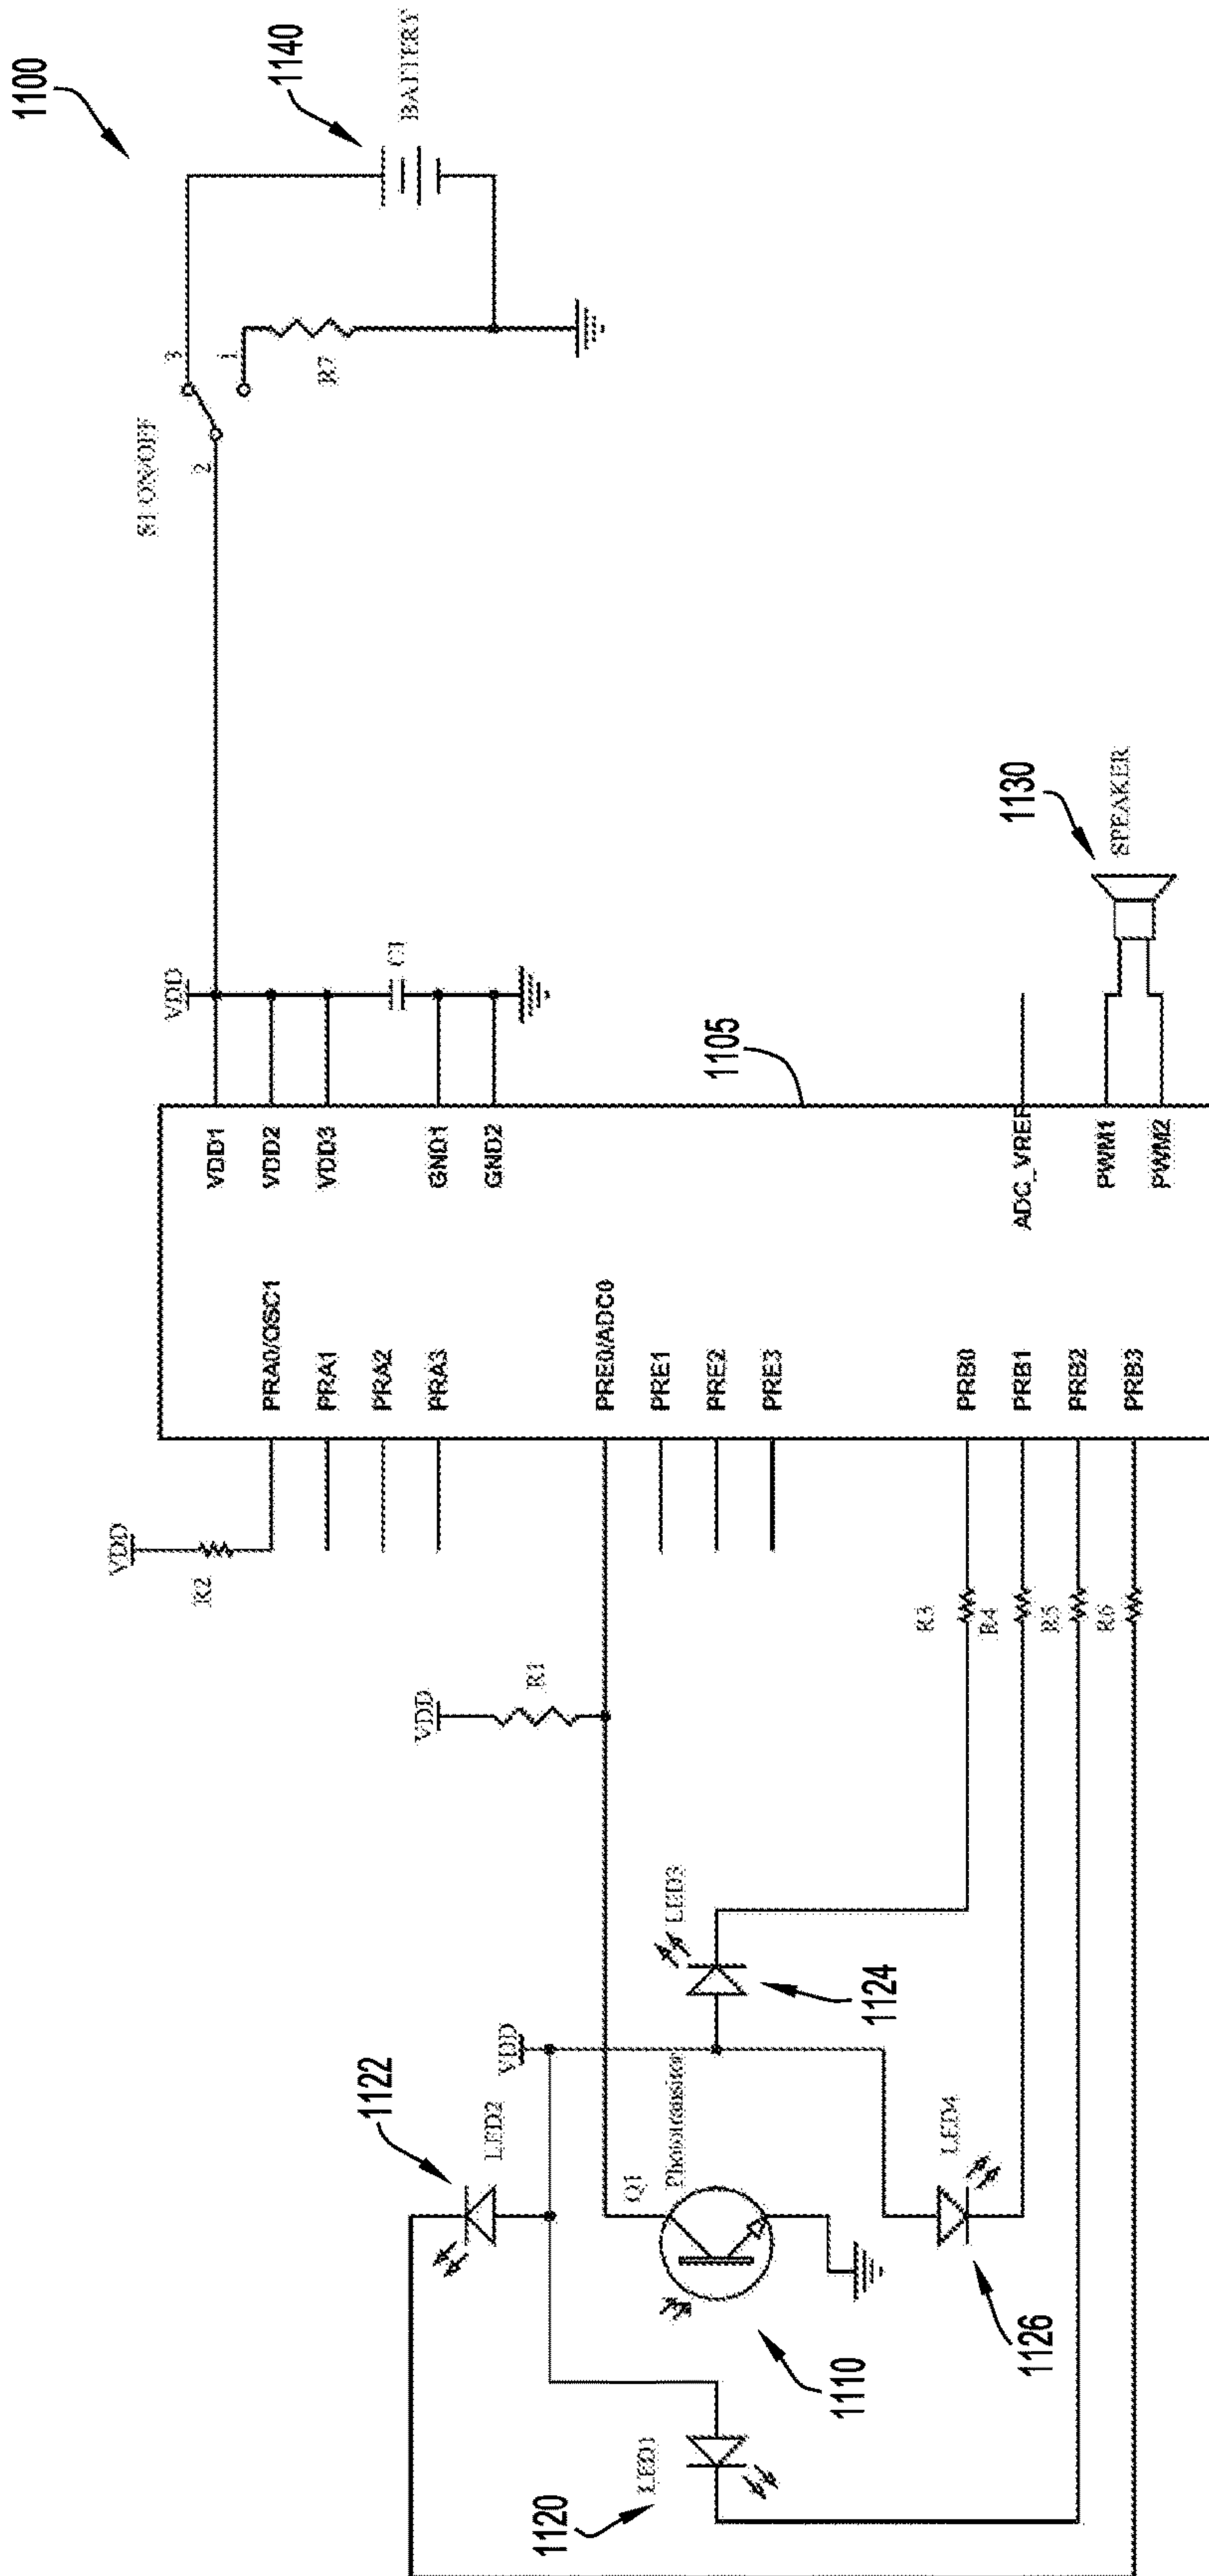 1100
1140
BATTERY
S1 ON/OFF
3
2
1
R7
VDD
C1
1105
1130
SPEAKER
VDD1
VDD2
VDD3
GND1
GND2
ADC_VREF
PWM1
PWM2
PRA0/OSC1
PRA1
PRA2
PRA3
PRE0/ADC0
PRE1
PRE2
PRE3
PRB0
PRB1
PRB2
PRB3
VDD
R2
VDD
R1
R3
R4
R5
R6
1122
LED2
VDD
LED3
1124
Q1
Phototransitor
1110
LED4
1126
LED1
1120